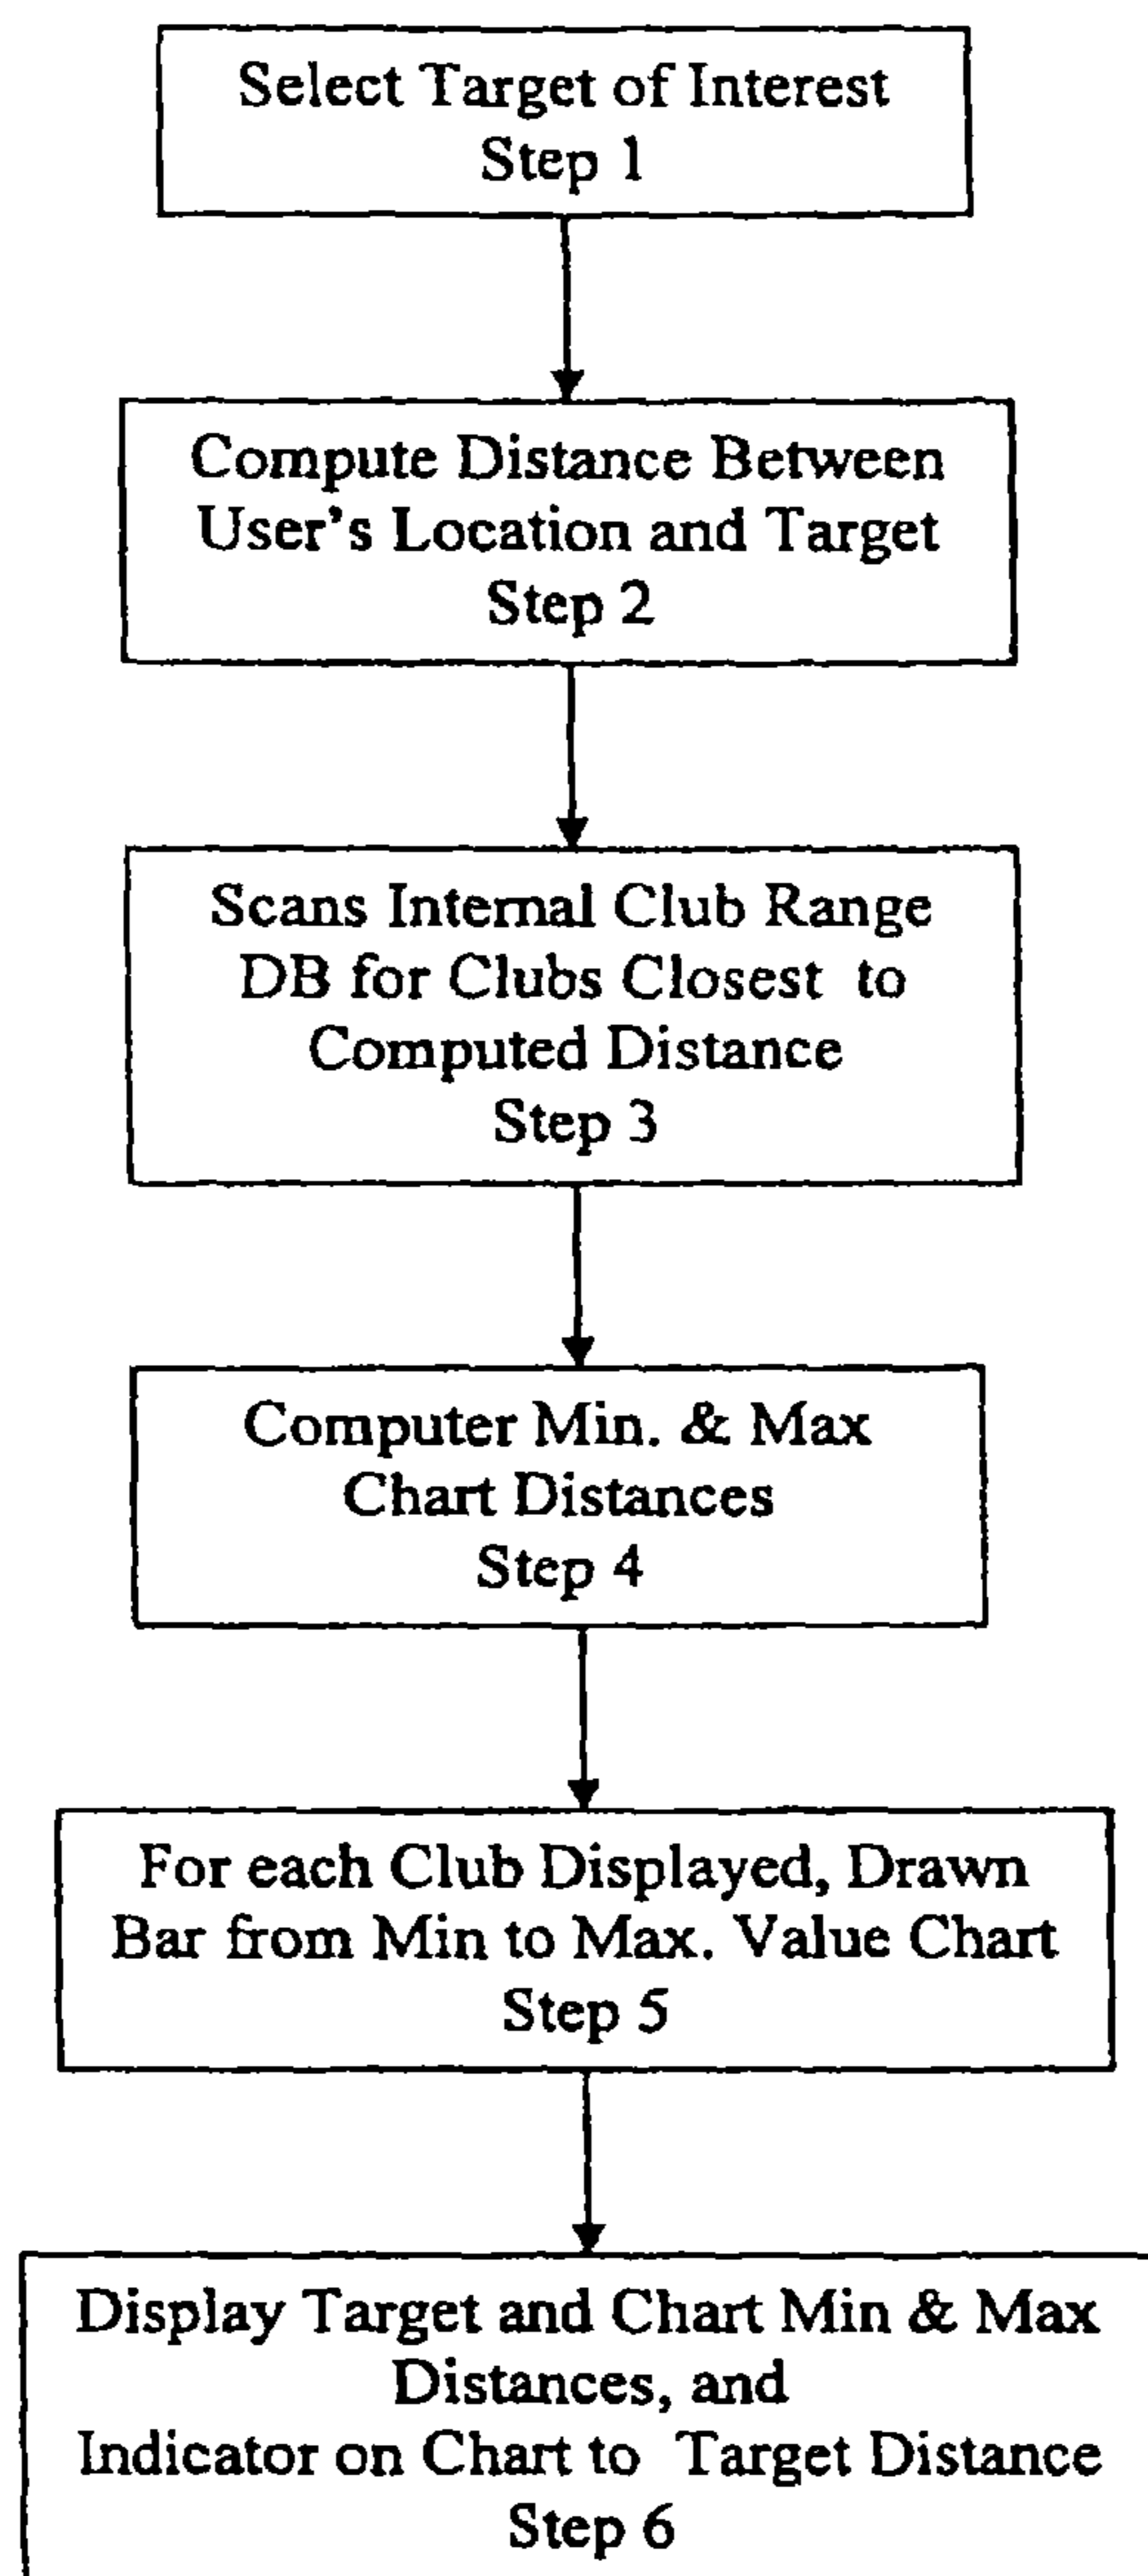 Select Target of Interest
Step 1
Compute Distance Between
User's Location and Target
Step 2
Scans Internal Club Range
DB for Clubs Closest to
Computed Distance
Step 3
Computer Min. & Max
Chart Distances
Step 4
For each Club Displayed, Drawn
Bar from Min to Max. Value Chart
Step 5
Display Target and Chart Min & Max
Distances, and
Indicator on Chart to Target Distance
Step 6